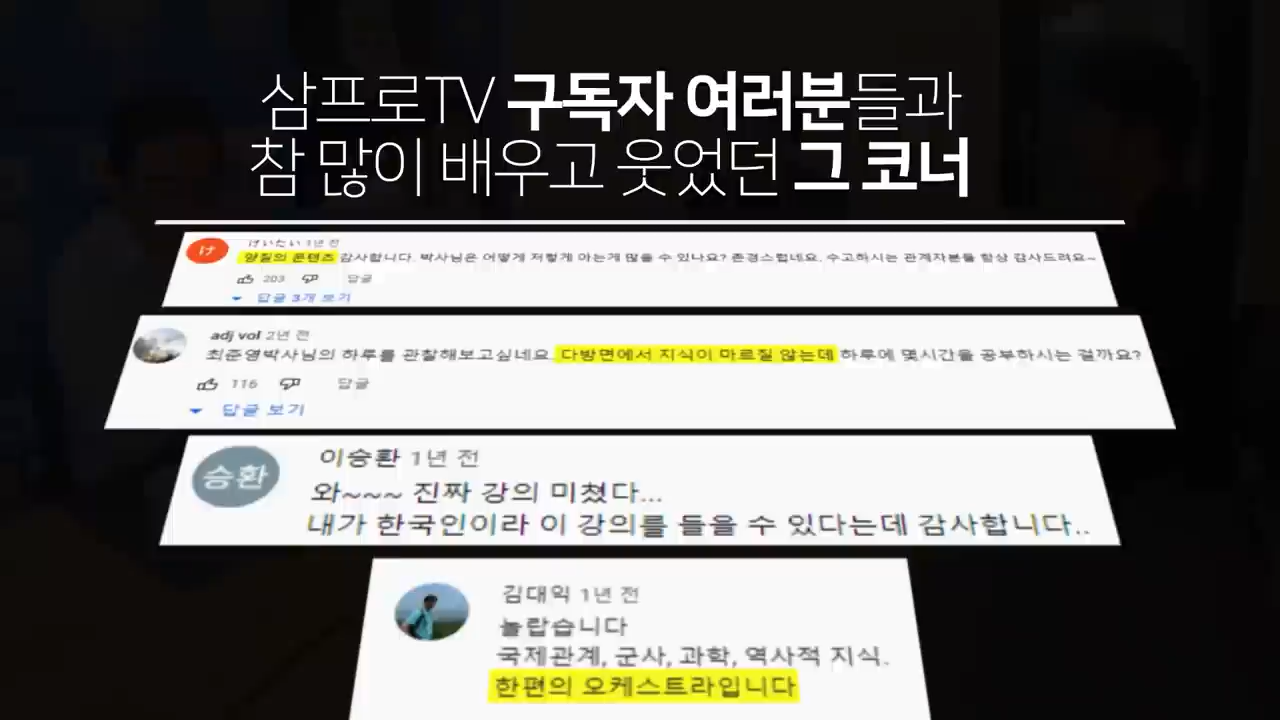 삼프로TV 구독자 여러분들과
참 많이 배우고 웃었던 그 코너
け
けいたい 1년 전
양질의 콘텐츠 감사합니다. 박사님은 어떻게 저렇게 아는게 많을 수 있나요? 존경스럽네요. 수고하시는 관계자분들 항상 감사드려요~
203 답글
답글 3개 보기
adj vol 2년 전
최준영박사님의 하루를 관찰해보고십네요. 다방면에서 지식이 마르질 않는데 하루에 몇시간을 공부하시는 걸까요?
116 답글
답글 보기
승환
이승환 1년 전
와~~~ 진짜 강의 미쳤다...
내가 한국인이라 이 강의를 들을 수 있다는데 감사합니다..
김대익 1년 전
놀랍습니다
국제관계, 군사, 과학, 역사적 지식.
한편의 오케스트라입니다